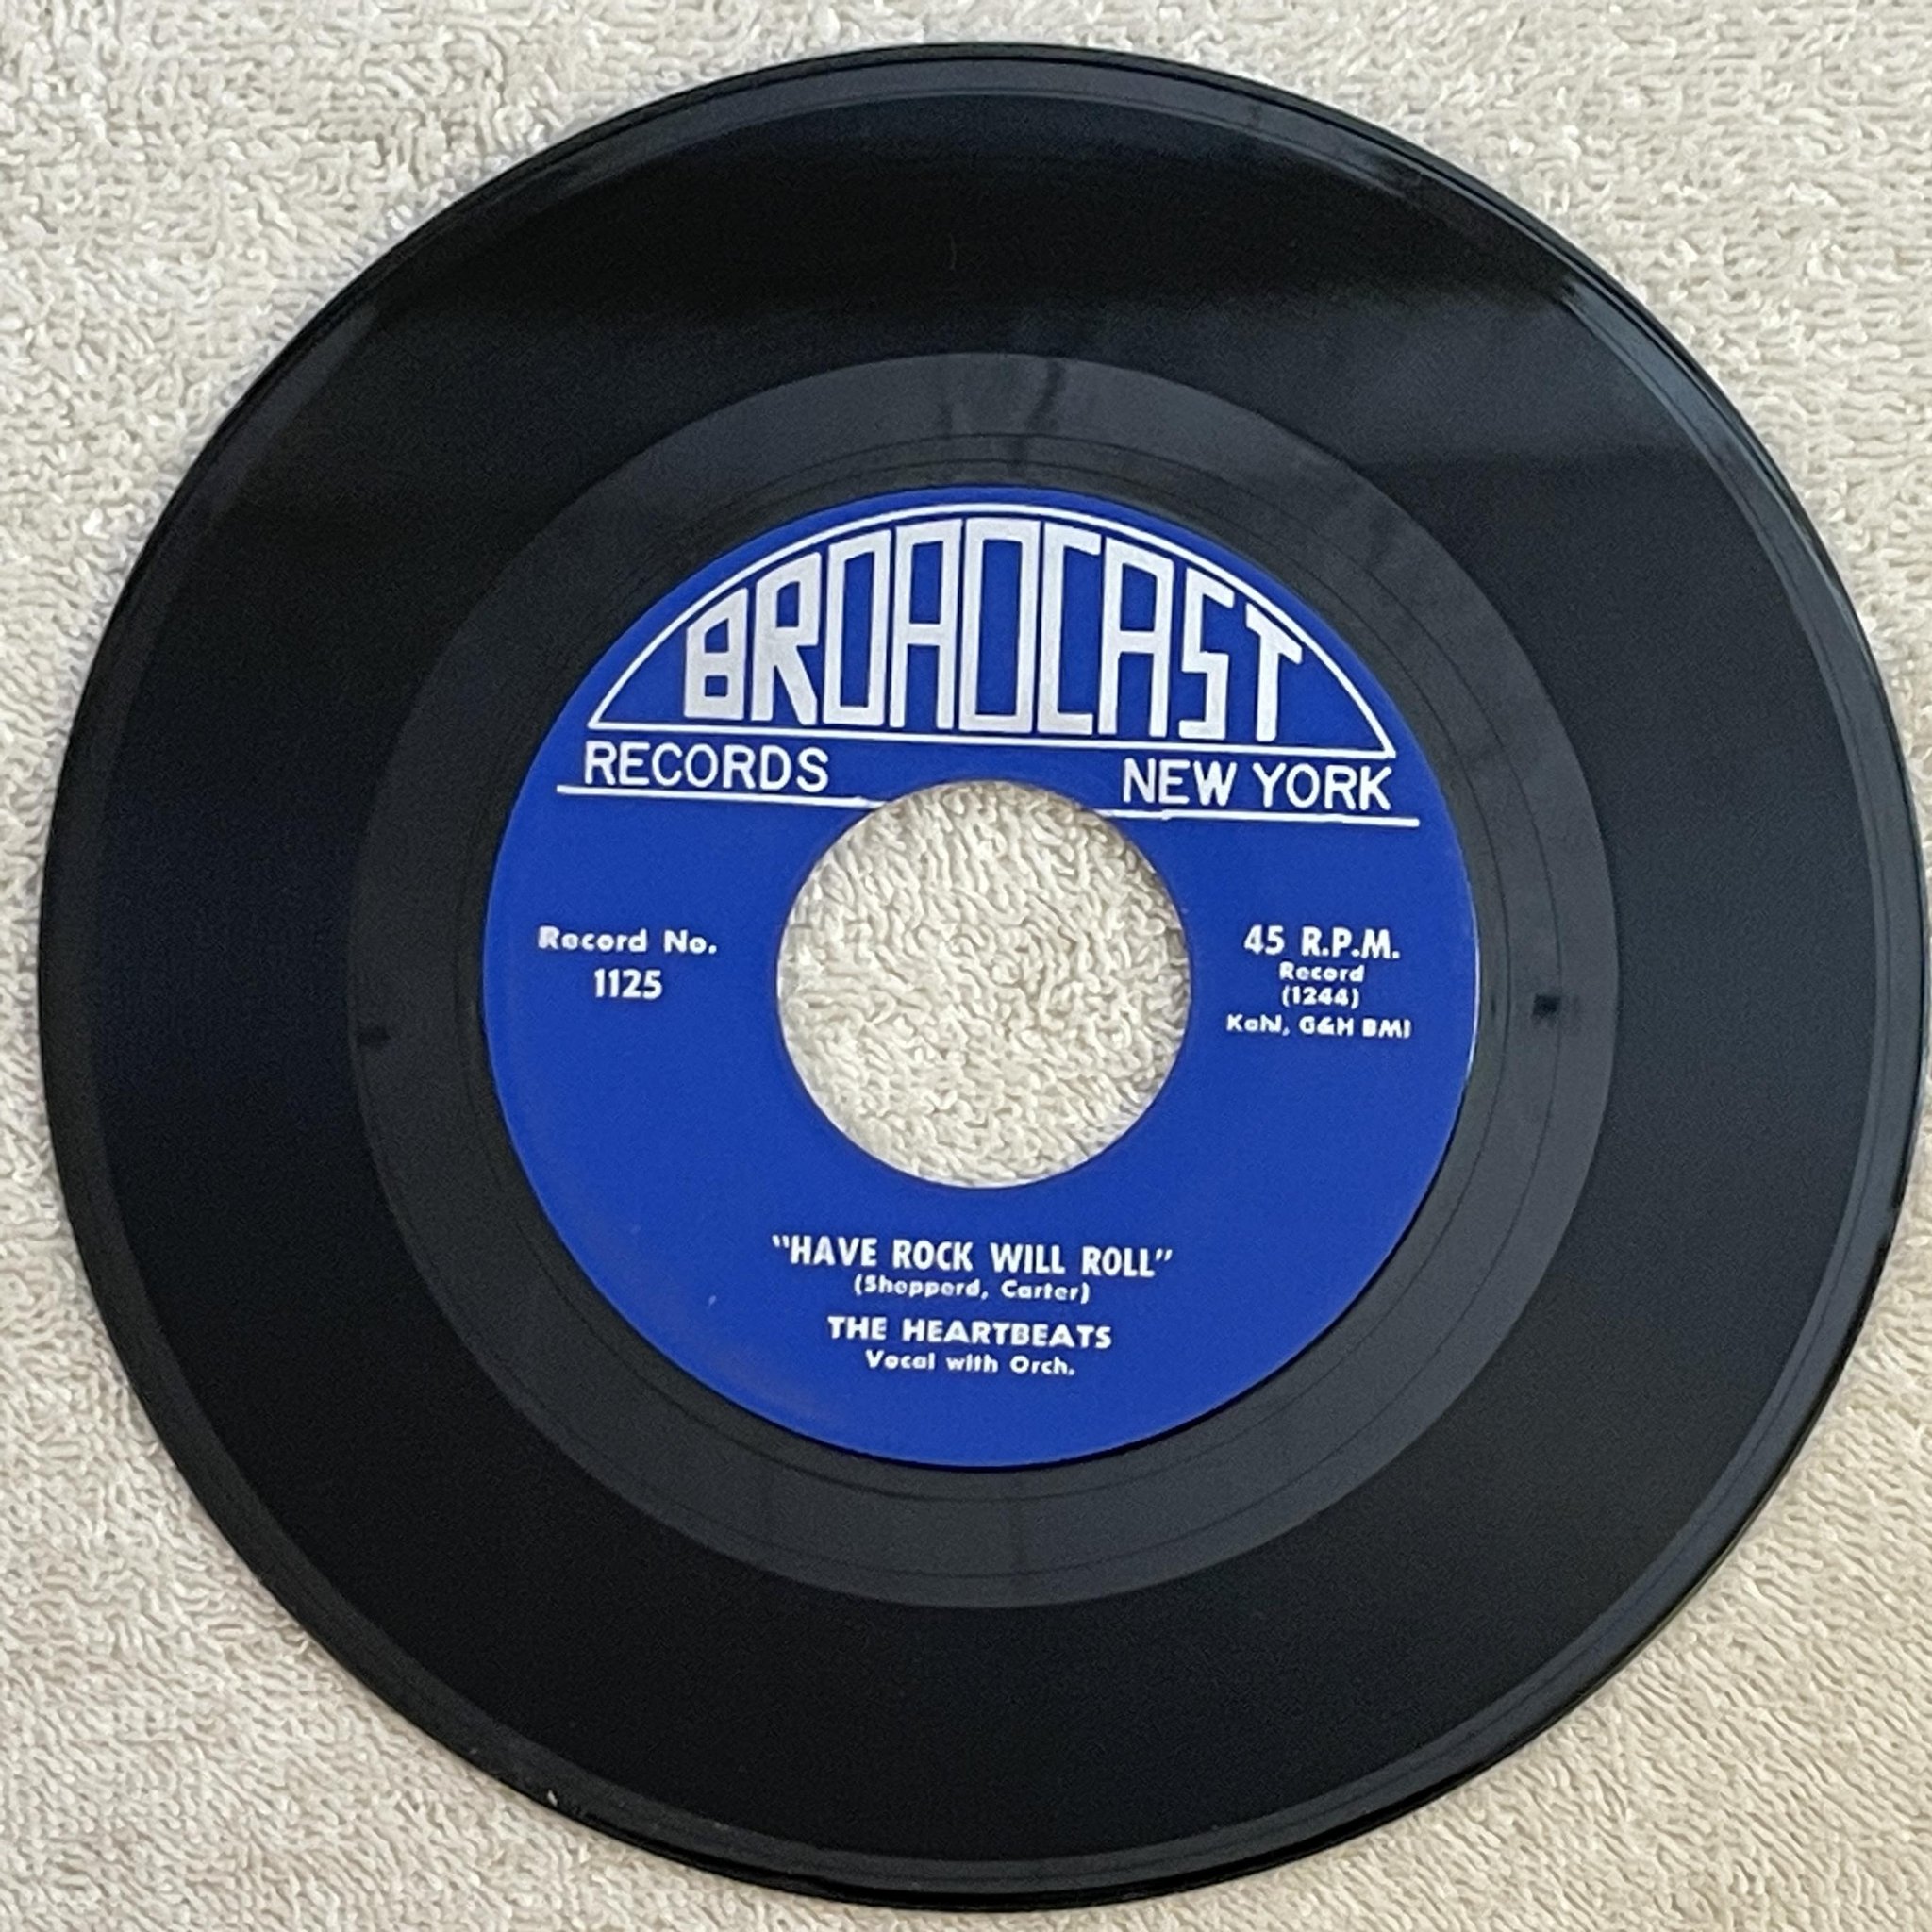 BROADCAST
RECORDS NEW YORK
Record No.
1125
45 R.P.M.
Record
(1244)
Kahl, G&H BMI
"HAVE ROCK WILL ROLL"
(Shepperd, Carter)
THE HEARTBEATS
Vocal with Orch.